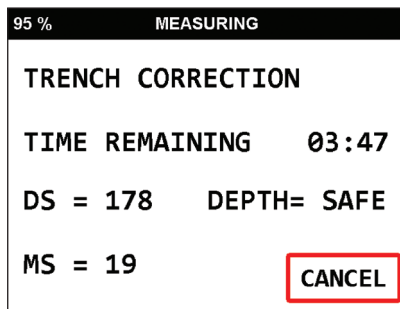 95 % MEASURING
TRENCH CORRECTION
TIME REMAINING 03:47
DS = 178 DEPTH= SAFE
MS = 19
CANCEL